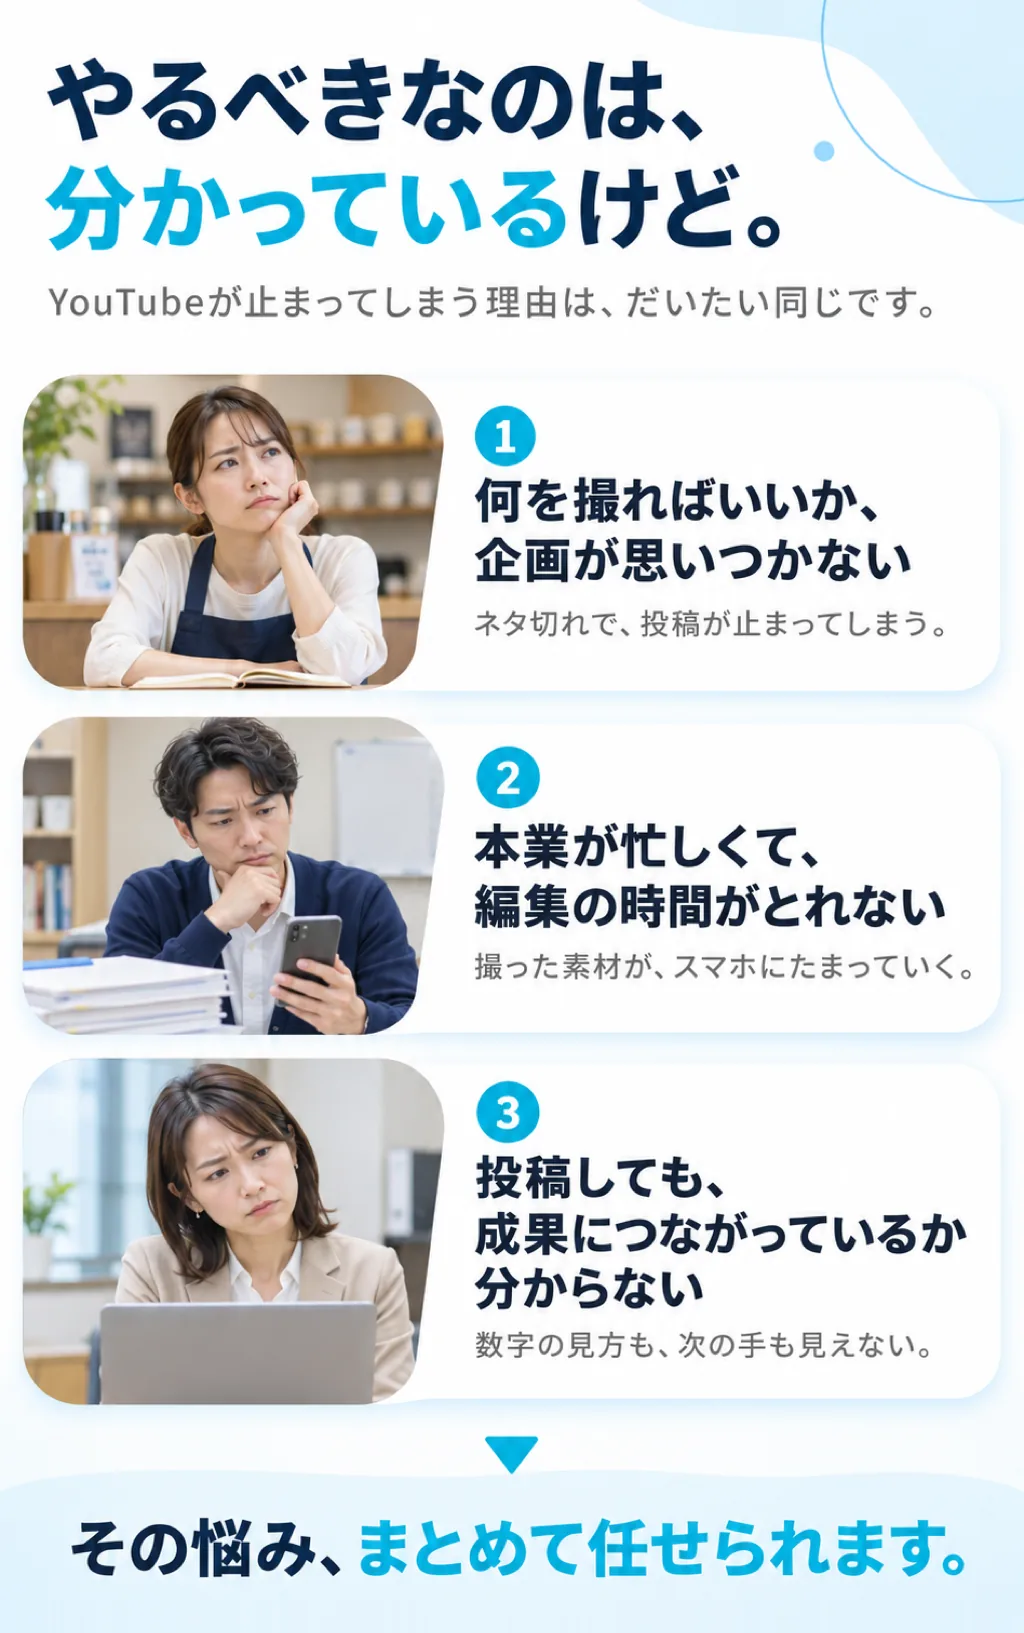 やるべきなのは、
分かっているけど。
YouTubeが止まってしまう理由は、だいたい同じです。
1
何を撮ればいいか、
企画が思いつかない
ネタ切れで、投稿が止まってしまう。
2
本業が忙しくて、
編集の時間がとれない
撮った素材が、スマホにたまっていく。
3
投稿しても、
成果につながっているか
分からない
数字の見方も、次の手も見えない。
その悩み、まとめて任せられます。